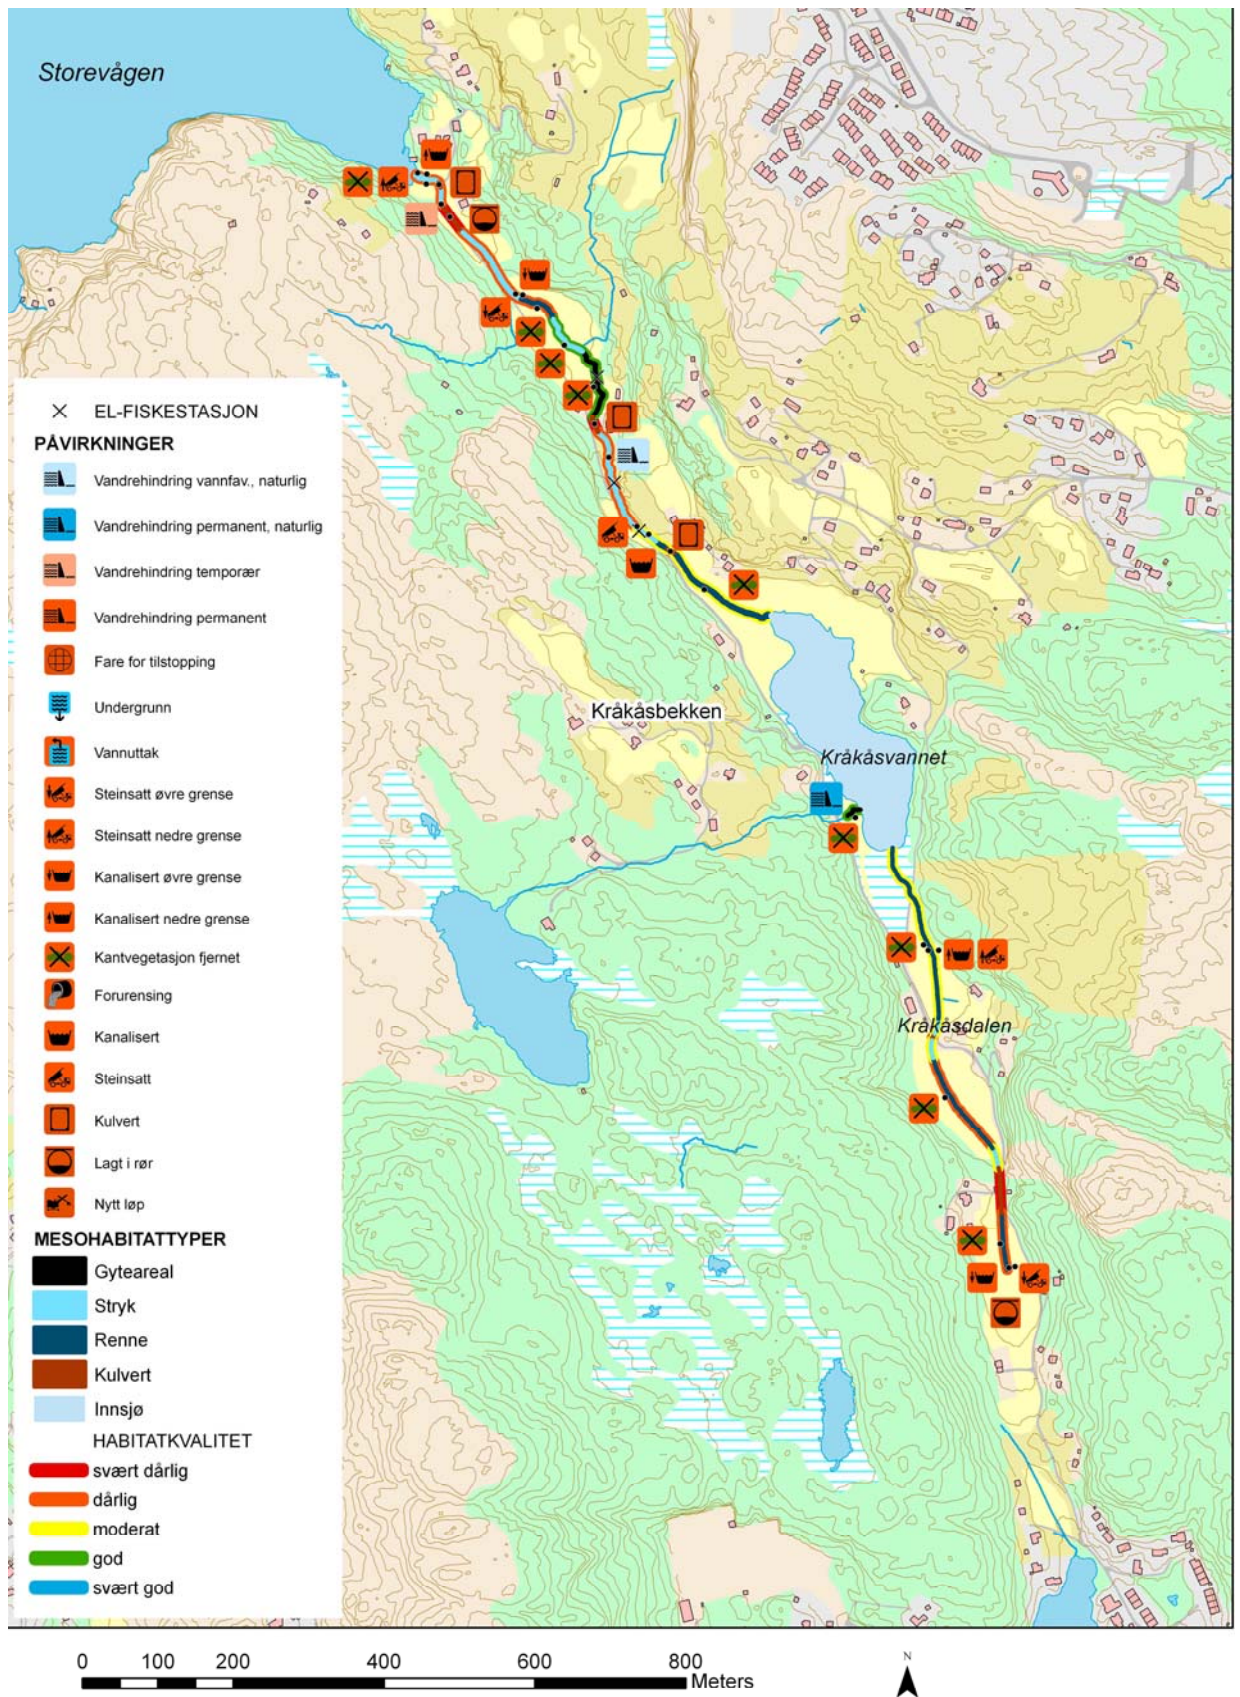 Storevågen
EL-FISKESTASJON
PÅVIRKNINGER
Vandrehindring vannfav., naturlig
Vandrehindring permanent, naturlig
Vandrehindring temporær
Vandrehindring permanent
Fare for tilstopping
Undergrunn
Vannuttak
Steinsatt øvre grense
Steinsatt nedre grense
Kanalisert øvre grense
Kanalisert nedre grense
Kantvegetasjon fjernet
Forurensing
Kanalisert
Steinsatt
Kulvert
Lagt i rør
Nytt løp
MESOHABITATTYPER
Gyteareal
Stryk
Renne
Kulvert
Innsjø
HABITATKVALITET
svært dårlig
dårlig
moderat
god
svært god
Kråkåsbekken
Kråkåsvannet
Kråkåsdalen
0 100 200 400 600 800
Meters
N